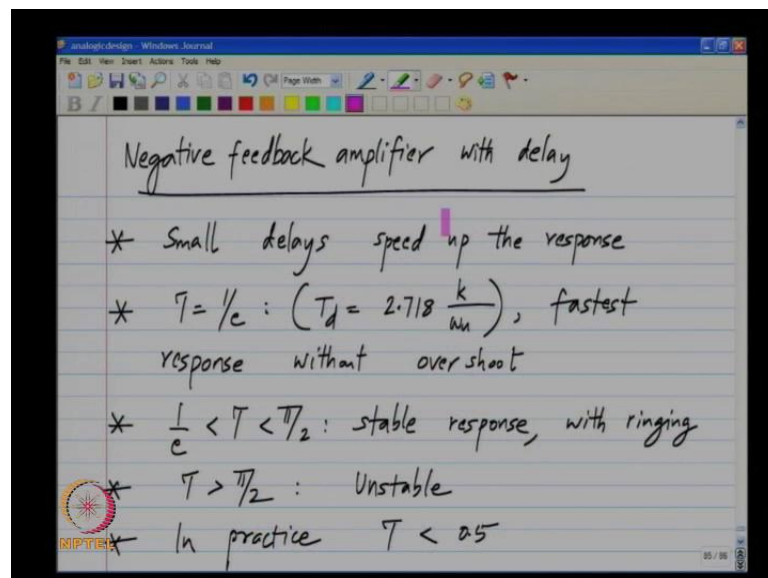 analogicdesign - Windows Journal
File Edit View Insert Actions Tools Help
Page Width
B I
Negative feedback amplifier with delay
* Small delays speed up the response
* T = 1/e : (T_d = 2.718 k/ω_u), fastest
response without overshoot
* 1/e < T < π/2 : stable response, with ringing
* T > π/2 : Unstable
* In practice T < 0.5
NPTEL
85 / 86